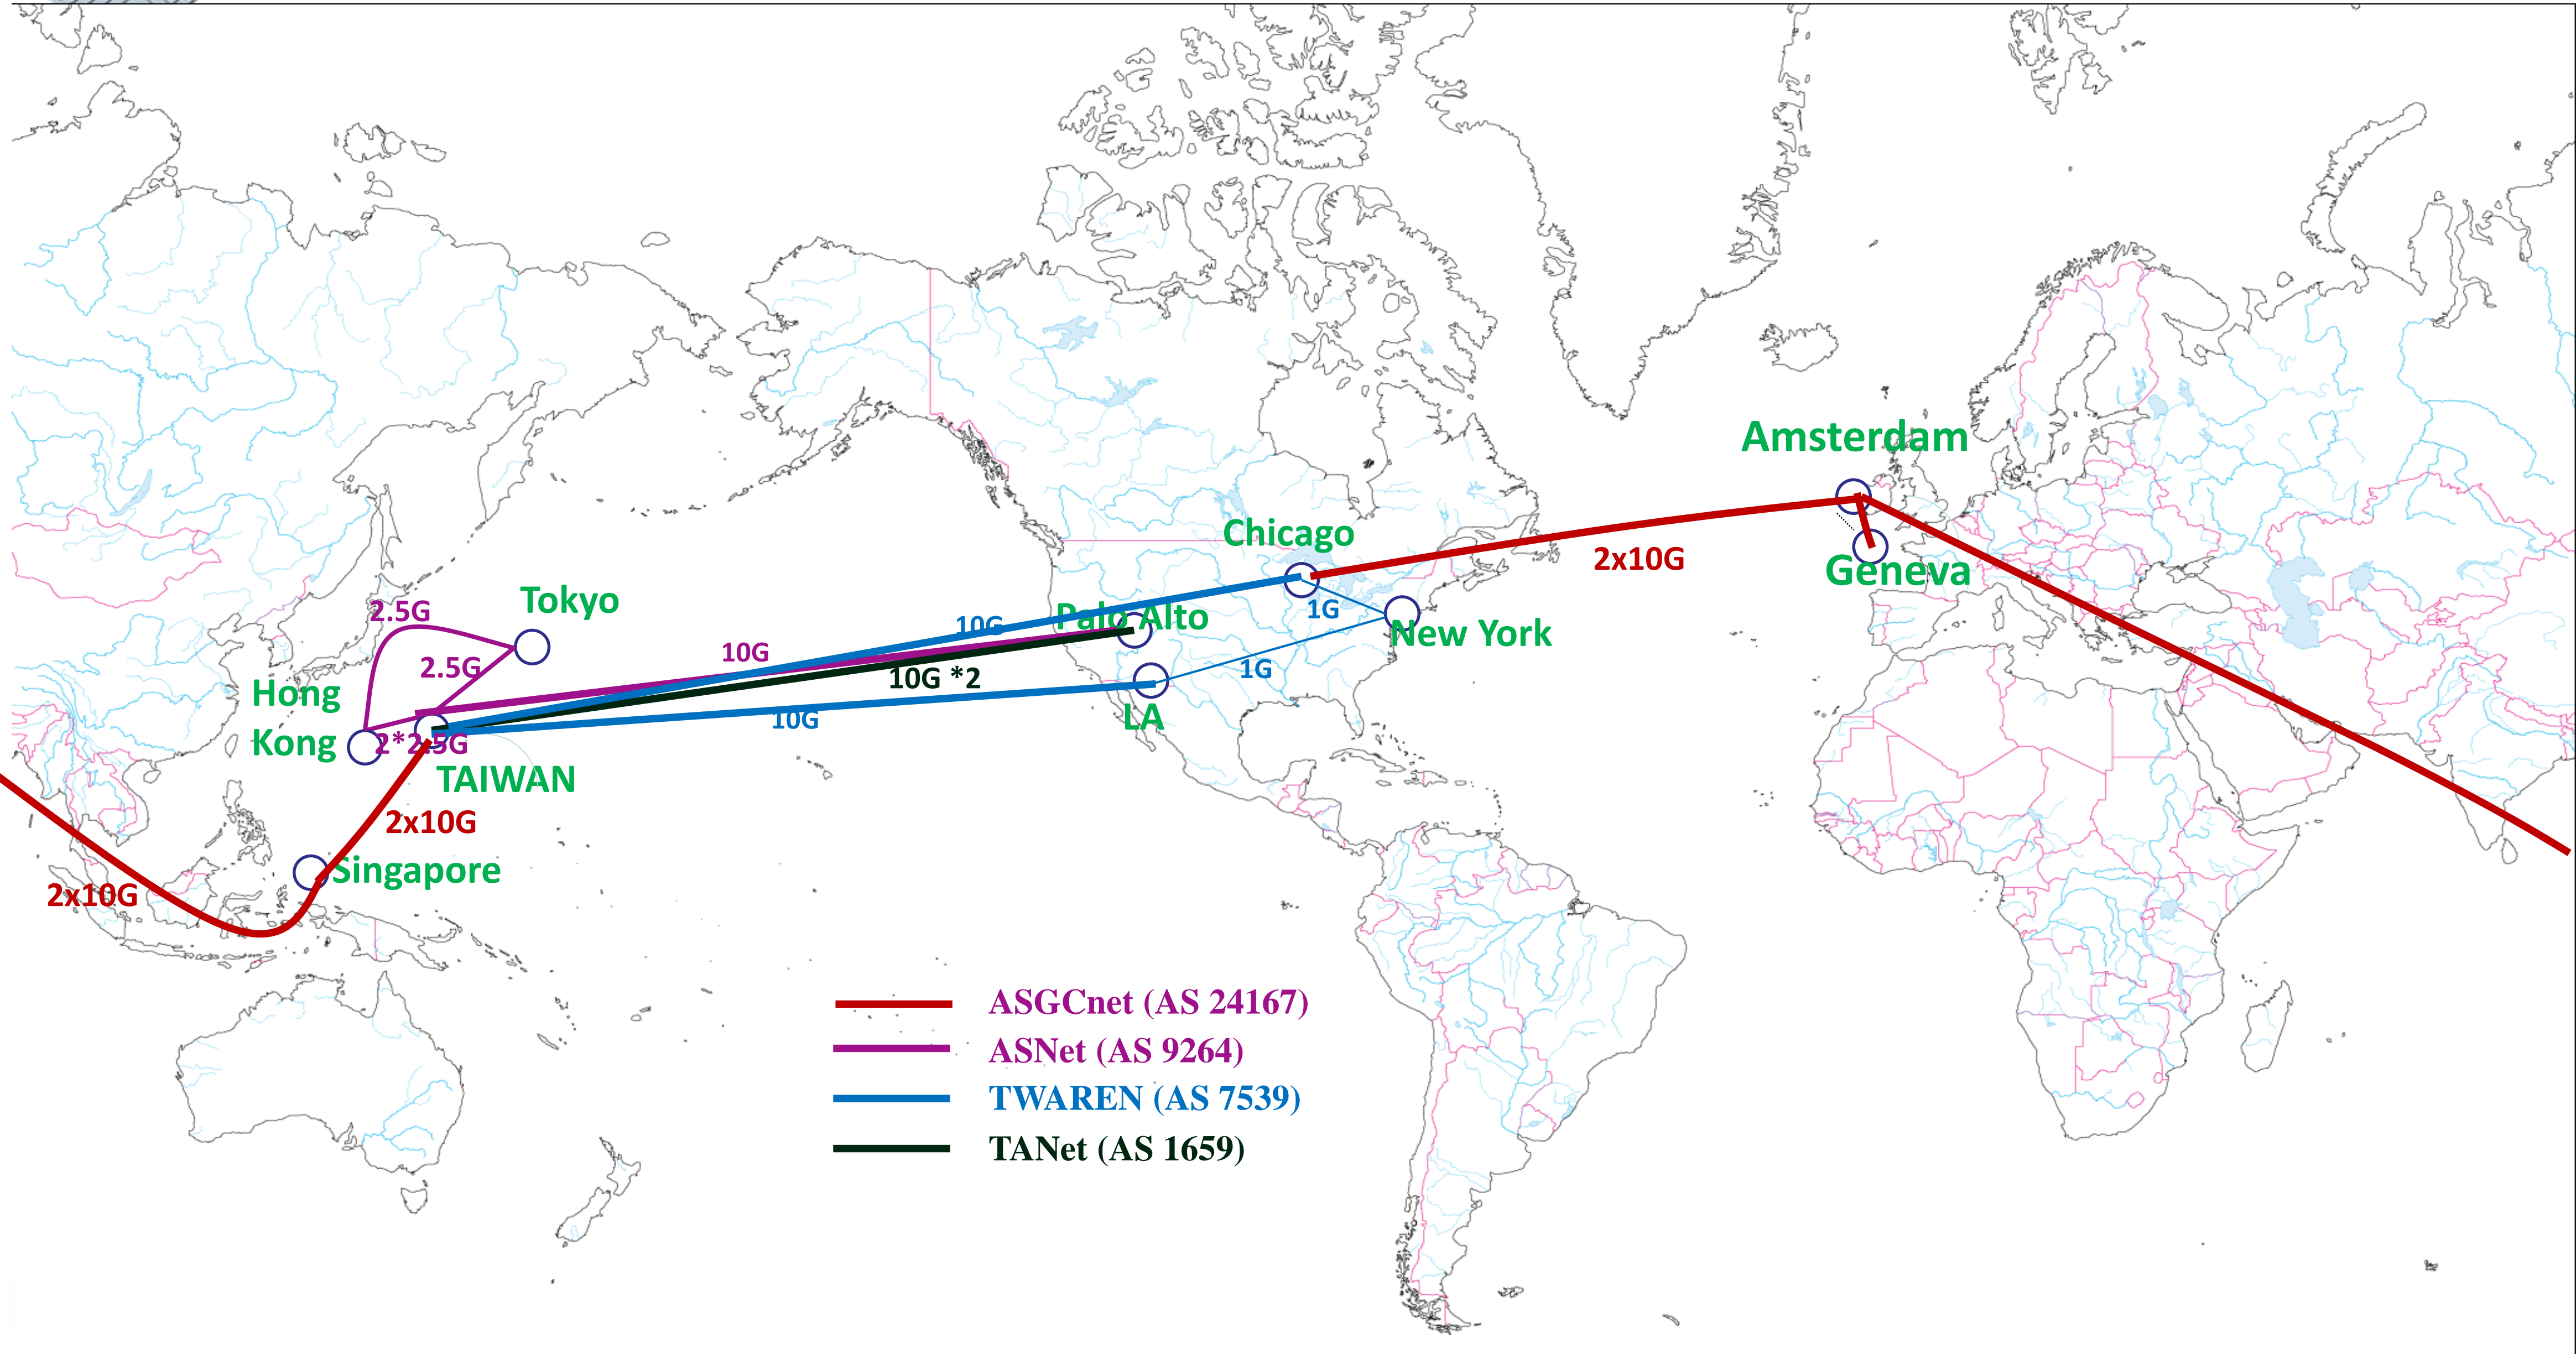 Amsterdam
Chicago
2x10G
Geneva
Tokyo
2.5G
10G
Palo Alto
1G
New York
10G
2.5G
10G *2
1G
Hong
Kong
LA
10G
2*2.5G
TAIWAN
2x10G
Singapore
2x10G
ASGCnet (AS 24167)
ASNet (AS 9264)
TWAREN (AS 7539)
TANet (AS 1659)